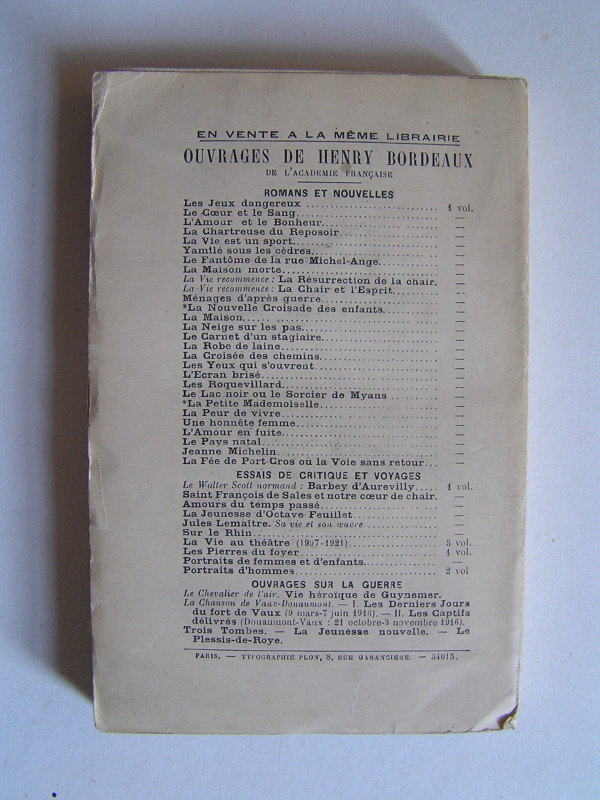 EN VENTE A LA MÊME LIBRAIRIE
OUVRAGES DE HENRY BORDEAUX
DE L'ACADEMIE FRANÇAISE
ROMANS ET NOUVELLES
Les Jeux dangereux ........ 1 vol.
Le Cœur et le Sang........ —
L'Amour et le Bonheur........ —
La Chartreuse du Reposoir........ —
La Vie est un sport........ —
Yamilé sous les cèdres........ —
Le Fantôme de la rue Michel-Ange........ —
La Maison morte........ —
La Vie recommence : La Résurrection de la chair. —
La Vie recommence : La Chair et l'Esprit........ —
Ménages d'après guerre........ —
*La Nouvelle Croisade des enfants........ —
La Maison........ —
La Neige sur les pas........ —
Le Carnet d'un stagiaire........ —
La Robe de laine........ —
La Croisée des chemins........ —
Les Yeux qui s'ouvrent........ —
L'Ecran brisé........ —
Les Roquevillard........ —
Le Lac noir ou le Sorcier de Myans ........ —
*La Petite Mademoiselle........ —
La Peur de vivre........ —
Une honnête femme........ —
L'Amour en fuite........ —
Le Pays natal........ —
Jeanne Michelin........ —
La Fée de Port-Cros ou la Voie sans retour... —
ESSAIS DE CRITIQUE ET VOYAGES
Le Walter Scott normand : Barbey d'Aurevilly..... 1 vol.
Saint François de Sales et notre cœur de chair. —
Amours du temps passé........ —
La Jeunesse d'Octave Feuillet........ —
Jules Lemaître. Sa vie et son œuvre ........ —
Sur le Rhin........ —
La Vie au théâtre (1907-1921)........ 5 vol.
Les Pierres du foyer........ 1 vol.
Portraits de femmes et d'enfants........ —
Portraits d'hommes........ 2 vol
OUVRAGES SUR LA GUERRE
Le Chevalier de l'air. Vie héroïque de Guynemer.
La Chanson de Vaux-Douaumont. — I. Les Derniers Jours
du fort de Vaux (9 mars-7 juin 1916). — II. Les Captifs
délivrés (Douaumont-Vaux : 21 octobre-3 novembre 1916).
Trois Tombes. — La Jeunesse nouvelle. — Le
Plessis-de-Roye.
PARIS. — TYPOGRAPHIE PLON, 8, RUE GARANCIÈRE. — 34015.